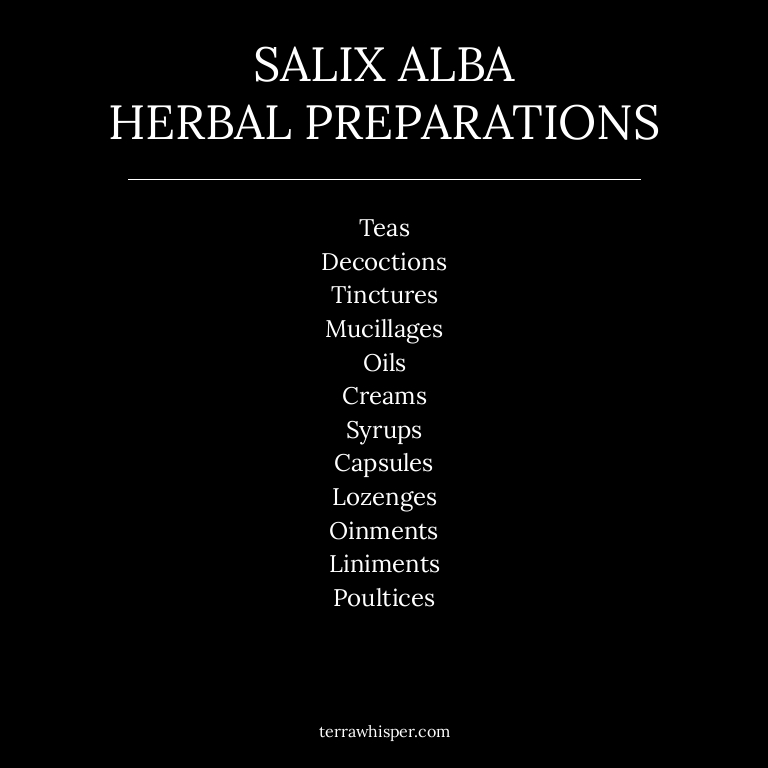 SALIX ALBA
HERBAL PREPARATIONS
Teas
Decoctions
Tinctures
Mucillages
Oils
Creams
Syrups
Capsules
Lozenges
Oinments
Liniments
Poultices
terrawhisper.com